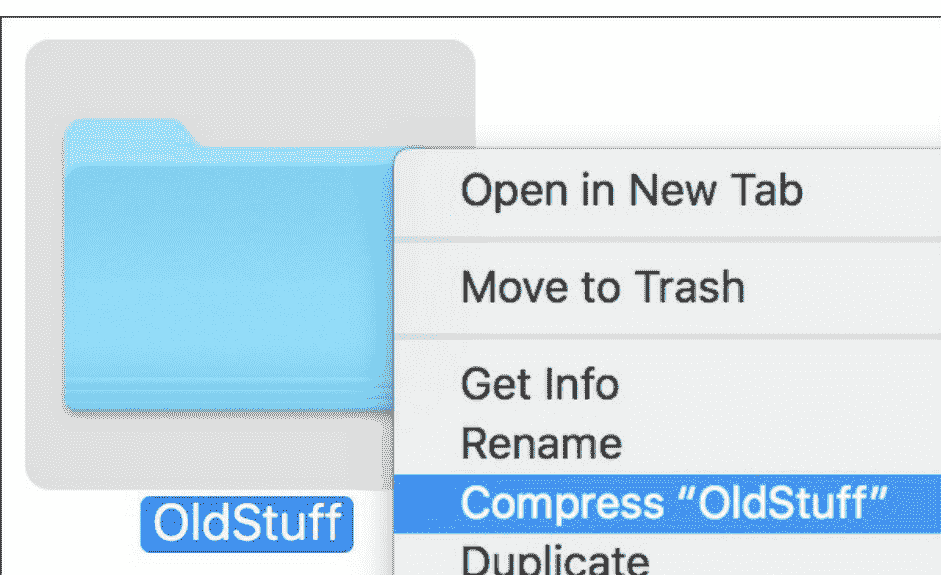 Open in New Tab
Move to Trash
Get Info
Rename
Compress “OldStuff”
OldStuff
Duplicate